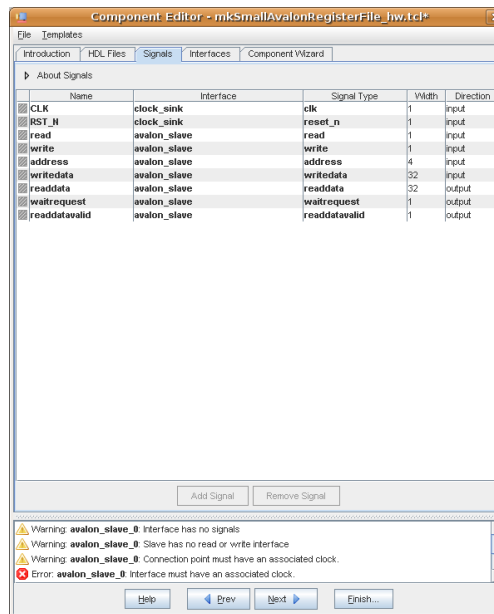 Component Editor - mkSmallAvalonRegisterFile_hw.tcl*
File Templates
Introduction HDL Files Signals Interfaces Component Wizard
About Signals
Name Interface Signal Type Width Direction
CLK clock_sink clk 1 input
RST_N clock_sink reset_n 1 input
read avalon_slave read 1 input
write avalon_slave write 1 input
address avalon_slave address 4 input
writedata avalon_slave writedata 32 input
readdata avalon_slave readdata 32 output
waitrequest avalon_slave waitrequest 1 output
readdatavalid avalon_slave readdatavalid 1 output
Add Signal Remove Signal
Warning: avalon_slave_0: Interface has no signals
Warning: avalon_slave_0: Slave has no read or write interface
Warning: avalon_slave_0: Connection point must have an associated clock.
Error: avalon_slave_0: Interface must have an associated clock.
Help Prev Next Finish...